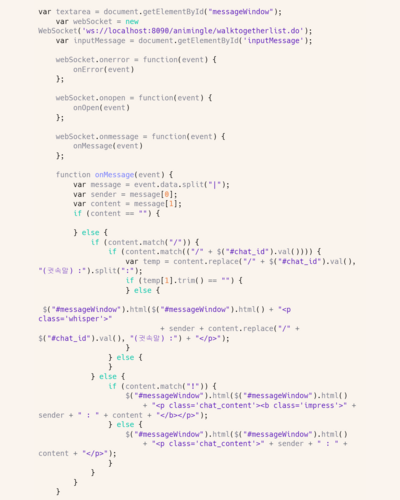 var textarea = document.getElementById("messageWindow");
var webSocket = new
WebSocket('ws://localhost:8090/animingle/walktogetherlist.do');
var inputMessage = document.getElementById('inputMessage');
webSocket.onerror = function(event) {
onError(event)
};
webSocket.onopen = function(event) {
onOpen(event)
};
webSocket.onmessage = function(event) {
onMessage(event)
};
function onMessage(event) {
var message = event.data.split("|");
var sender = message[0];
var content = message[1];
if (content == "") {
} else {
if (content.match("/")) {
if (content.match(("/" + $("#chat_id").val()))) {
var temp = content.replace("/" + $("#chat_id").val(),
"(귓속말) :").split(":");
if (temp[1].trim() == "") {
} else {
$("#messageWindow").html($("#messageWindow").html() + "<p
class='whisper'>"
+ sender + content.replace("/" +
$("#chat_id").val(), "(귓속말) :") + "</p>");
}
} else {
}
} else {
if (content.match("!")) {
$("#messageWindow").html($("#messageWindow").html()
+ "<p class='chat_content'><b class='impress'>" +
sender + " : " + content + "</b></p>");
} else {
$("#messageWindow").html($("#messageWindow").html()
+ "<p class='chat_content'>" + sender + " : " +
content + "</p>");
}
}
}
}